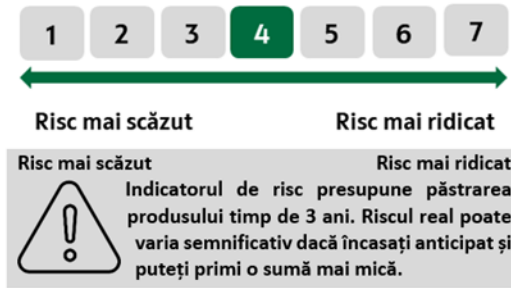 1 2 3 4 5 6 7
Risc mai scăzut Risc mai ridicat
Risc mai scăzut Risc mai ridicat
Indicatorul de risc presupune păstrarea
produsului timp de 3 ani. Riscul real poate
varia semnificativ dacă încasați anticipat și
puteți primi o sumă mai mică.